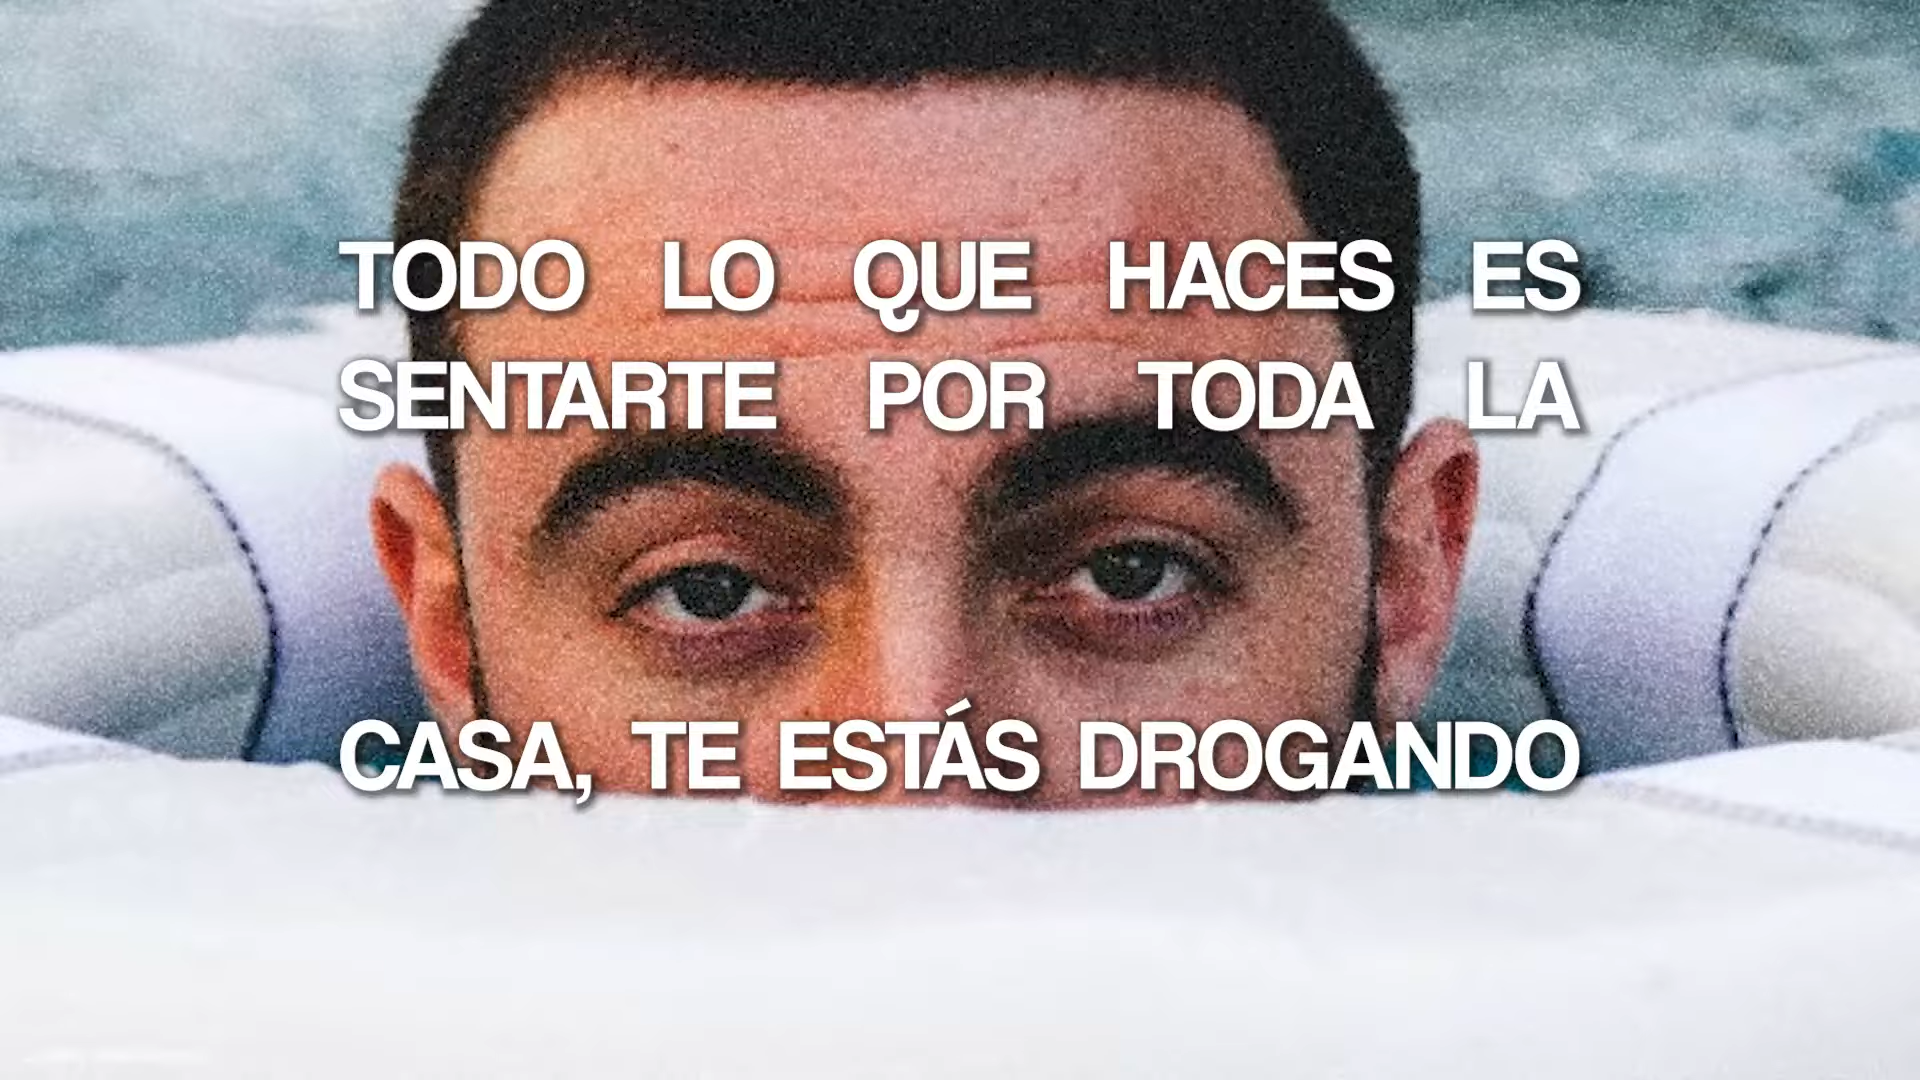 TODO LO QUE HACES ES
SENTARTE POR TODA LA
CASA, TE ESTÁS DROGANDO